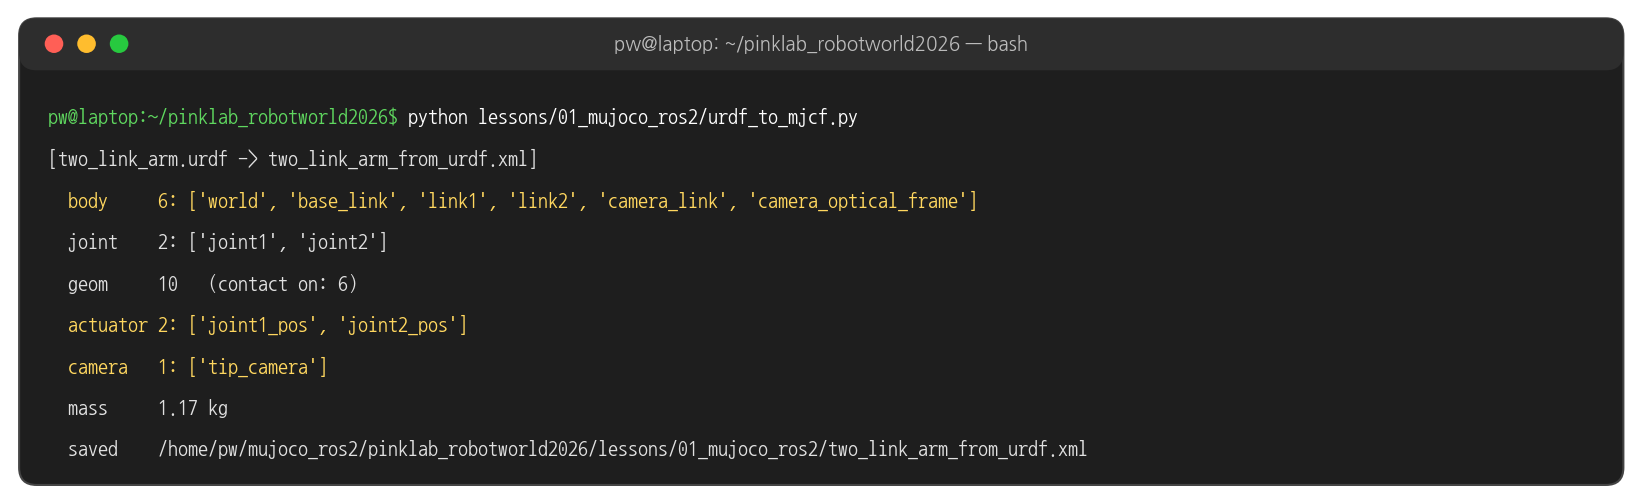 pw@laptop: ~/pinklab_robotworld2026 — bash
pw@laptop:~/pinklab_robotworld2026$ python lessons/01_mujoco_ros2/urdf_to_mjcf.py
[two_link_arm.urdf -> two_link_arm_from_urdf.xml]
  body     6: ['world', 'base_link', 'link1', 'link2', 'camera_link', 'camera_optical_frame']
  joint    2: ['joint1', 'joint2']
  geom     10   (contact on: 6)
  actuator 2: ['joint1_pos', 'joint2_pos']
  camera   1: ['tip_camera']
  mass     1.17 kg
  saved    /home/pw/mujoco_ros2/pinklab_robotworld2026/lessons/01_mujoco_ros2/two_link_arm_from_urdf.xml